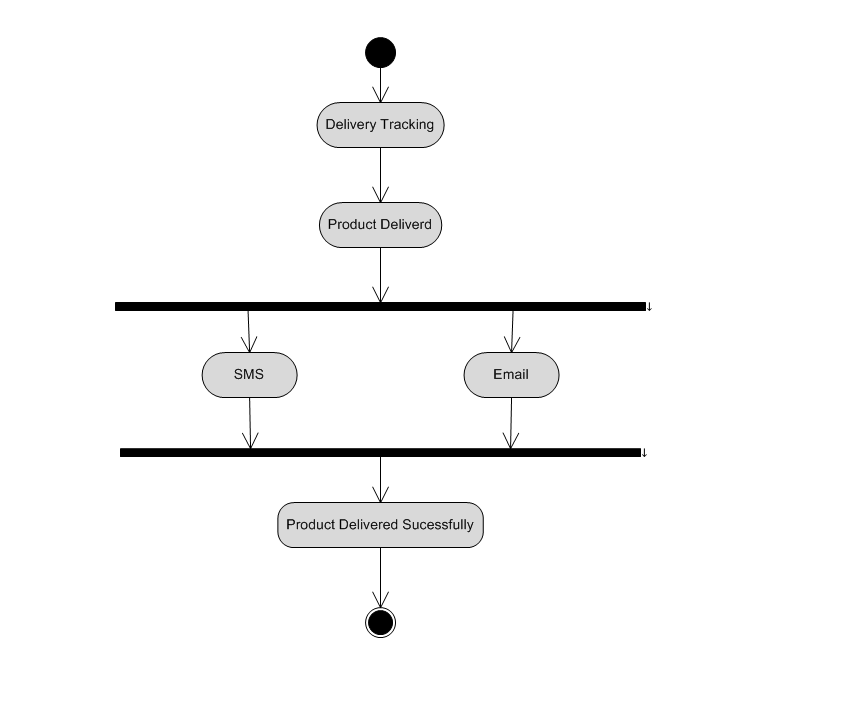 Delivery Tracking
Product Deliverd
SMS
Email
Product Delivered Sucessfully